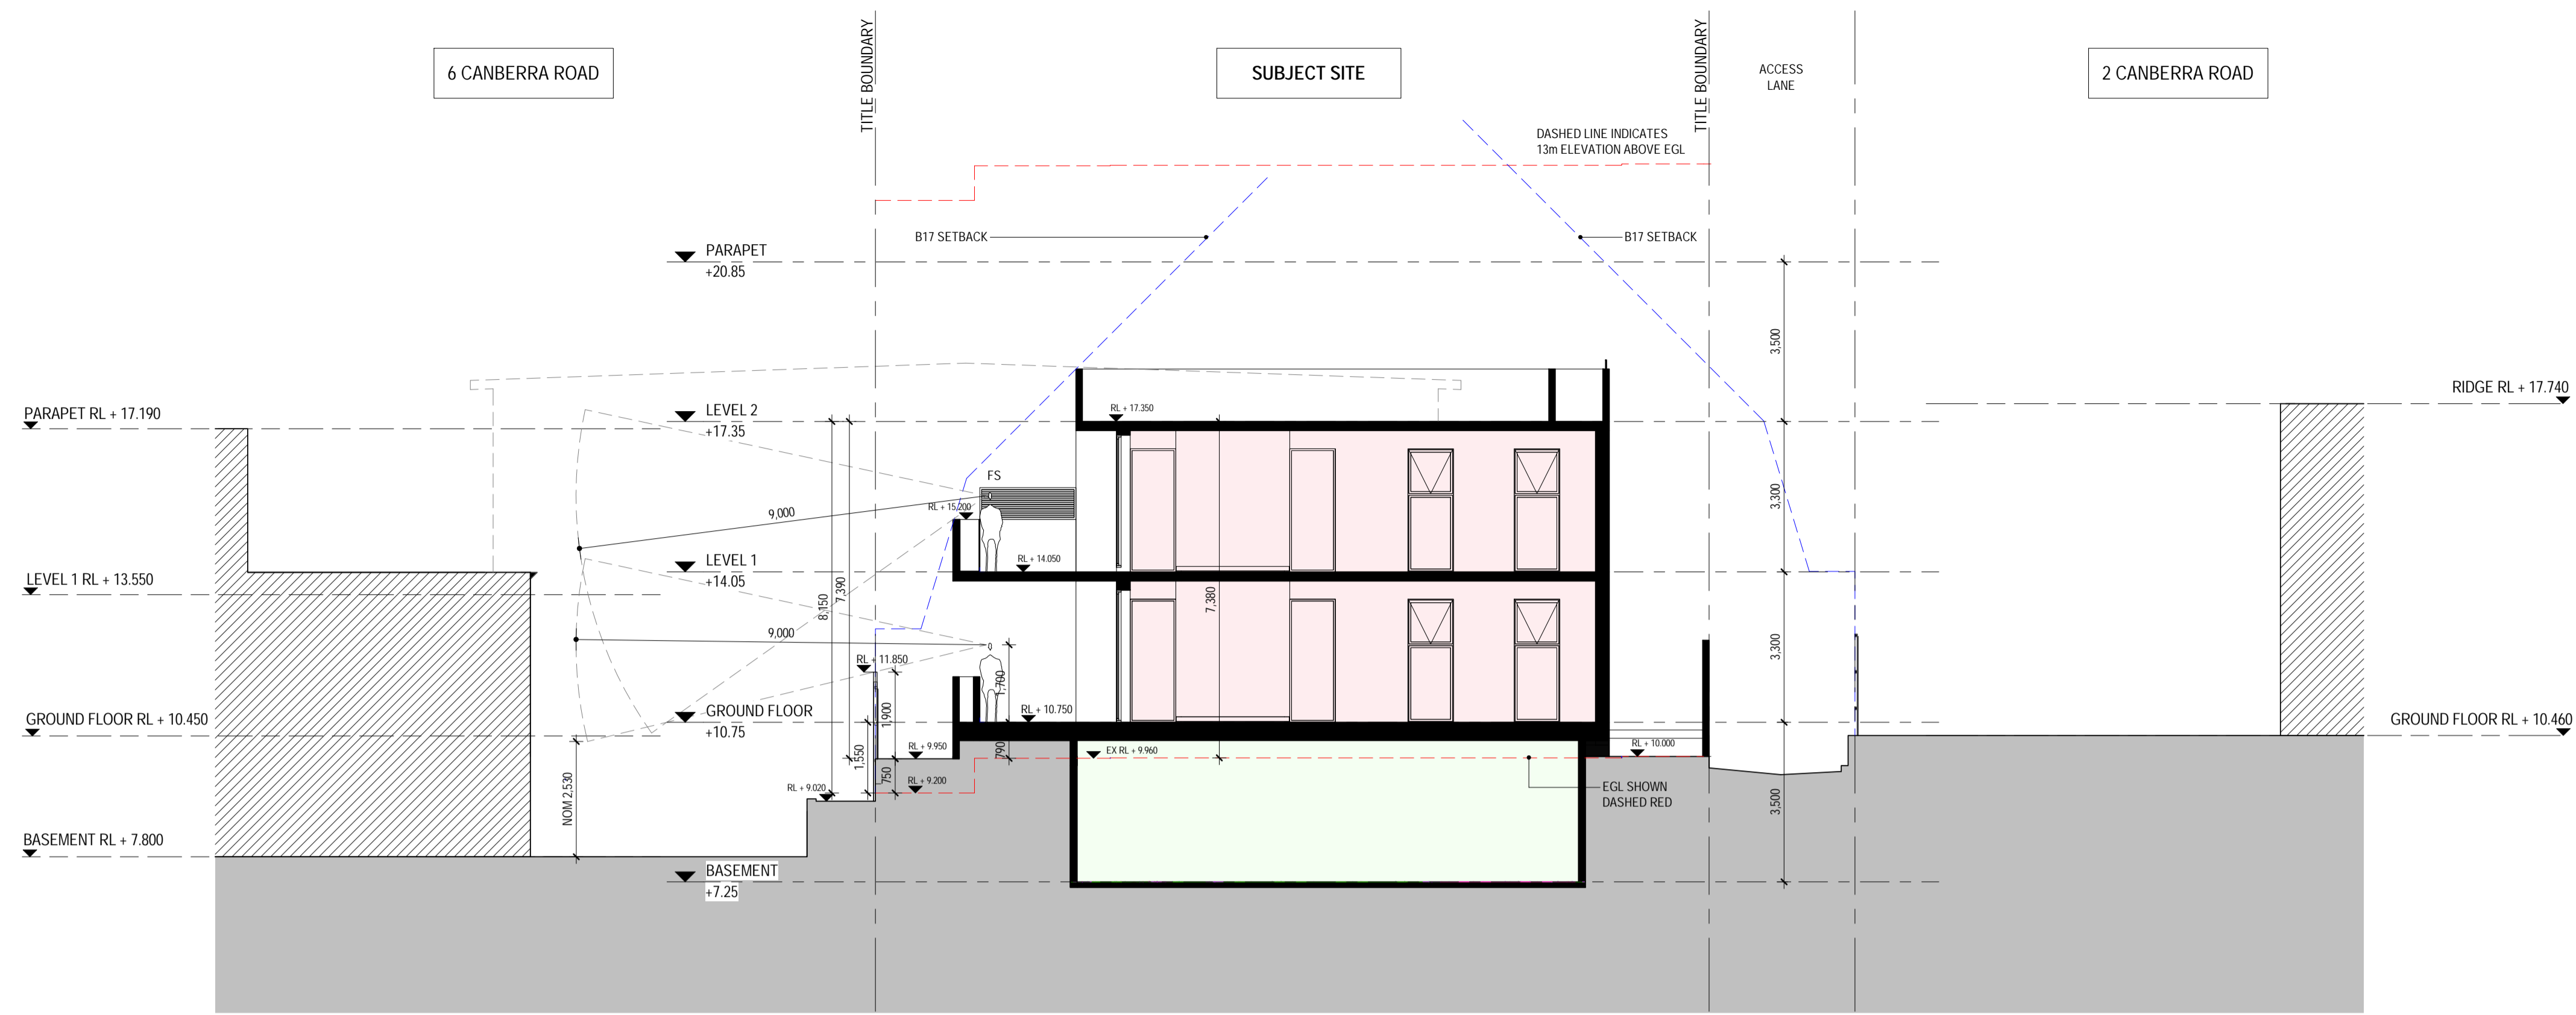 6 CANBERRA ROAD
TITLE BOUNDARY
SUBJECT SITE
TITLE BOUNDARY
ACCESS
LANE
2 CANBERRA ROAD
DASHED LINE INDICATES
13m ELEVATION ABOVE EGL
B17 SETBACK
B17 SETBACK
PARAPET
+20.85
3,500
RIDGE RL + 17.740
PARAPET RL + 17.190
LEVEL 2
+17.35
RL + 17.350
FS
9,000
RL + 15.200
3,300
LEVEL 1 RL + 13.550
LEVEL 1
+14.05
RL + 14.050
8,150
7,390
7,380
9,000
3,300
RL + 11.850
1,700
1,900
GROUND FLOOR RL + 10.450
GROUND FLOOR
+10.75
RL + 10.750
GROUND FLOOR RL + 10.460
1,550
RL + 9.950
790
EX RL + 9.960
RL + 10.000
750
RL + 9.200
RL + 9.020
NOM 2,530
EGL SHOWN
DASHED RED
3,500
BASEMENT RL + 7.800
BASEMENT
+7.25